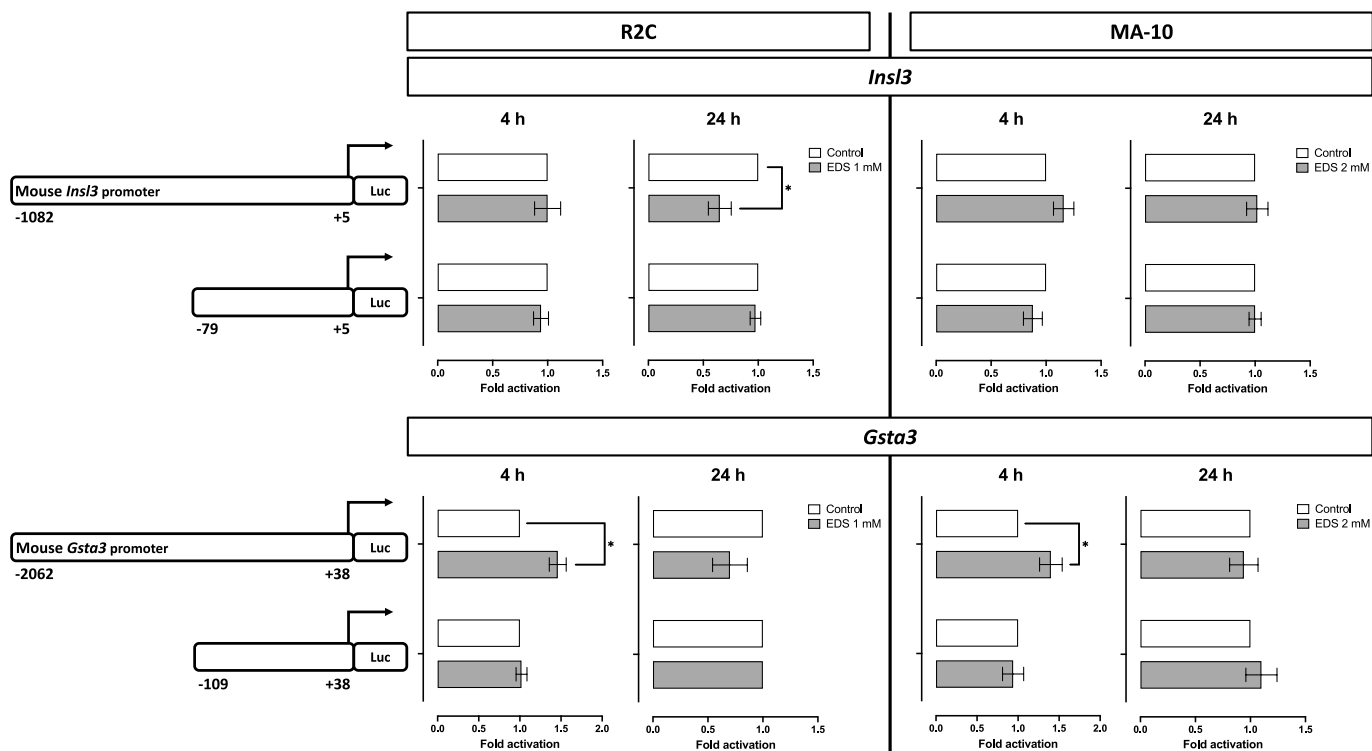 R2C MA-10
Insl3
4 h 24 h 4 h 24 h
Control
EDS 1 mM
Control
EDS 2 mM
Mouse Insl3 promoter Luc
-1082 +5
*
Luc
-79 +5
0.0 0.5 1.0 1.5 0.0 0.5 1.0 1.5 0.0 0.5 1.0 1.5 0.0 0.5 1.0 1.5
Fold activation Fold activation Fold activation Fold activation
Gsta3
4 h 24 h 4 h 24 h
Control
EDS 1 mM
Control
EDS 2 mM
Mouse Gsta3 promoter Luc
-2062 +38
* *
Luc
-109 +38
0.0 0.5 1.0 1.5 2.0 0.0 0.5 1.0 1.5 0.0 0.5 1.0 1.5 2.0 0.0 0.5 1.0 1.5
Fold activation Fold activation Fold activation Fold activation